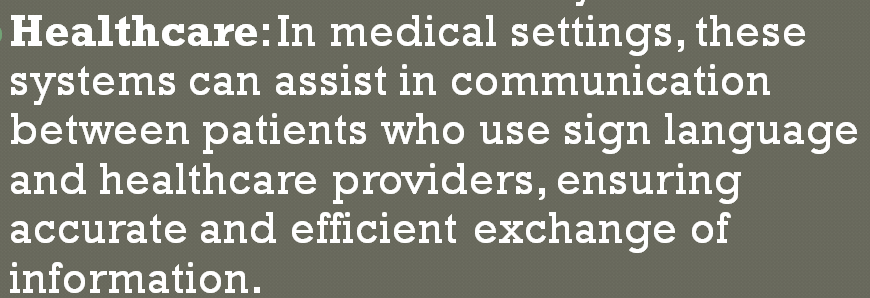 Healthcare: In medical settings, these
systems can assist in communication
between patients who use sign language
and healthcare providers, ensuring
accurate and efficient exchange of
information.